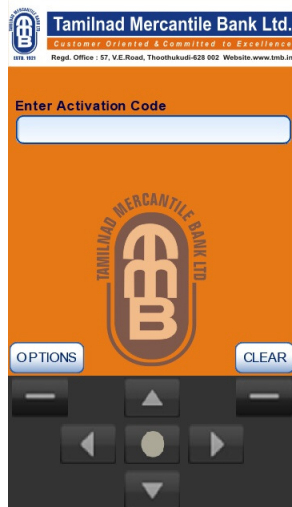 Tamilnad Mercantile Bank Ltd.
Customer Oriented & Committed to Excellence
ESTD. 1921
Regd. Office : 57, V.E.Road, Thoothukudi-628 002 Website.www.tmb.in
Enter Activation Code
TAMILNAD MERCANTILE BANK LTD
TMB
OPTIONS
CLEAR